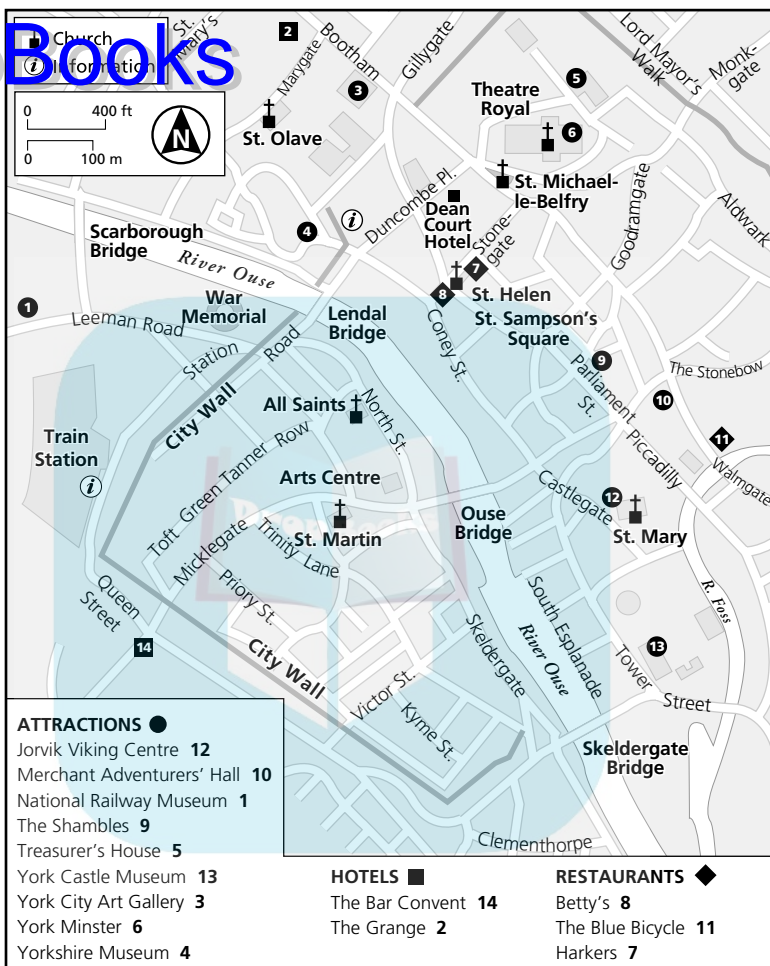 Books
Church
Information
0 400 ft
0 100 m
N
St. Mary's
2
Marygate
Bootham
3
Gillygate
Lord Mayor's Walk
Monk-
gate
Theatre
Royal
5
6
St. Olave
St. Michael-
le-Belfry
Duncombe Pl.
Dean
Court
Hotel
Stone-
gate
Goodramgate
Aldwark
i
4
Scarborough
Bridge
River Ouse
7
8
St. Helen
St. Sampson's
Square
1
Leeman Road
War
Memorial
Lendal
Bridge
Coney St.
Station Road
City Wall
9
Parliament St.
The Stonebow
10
Piccadilly
11
Walmgate
All Saints
North St.
Train
Station
i
Toft Green
Tanner Row
Arts Centre
Micklegate
St. Martin
Trinity Lane
Ouse
Bridge
Castlegate
12
St. Mary
R. Foss
Queen
Street
Priory St.
14
City Wall
Skeldergate
South Esplanade
River Ouse
13
Tower Street
Victor St.
Kyme St.
Skeldergate
Bridge
Clementhorpe
ATTRACTIONS
Jorvik Viking Centre 12
Merchant Adventurers' Hall 10
National Railway Museum 1
The Shambles 9
Treasurer's House 5
York Castle Museum 13
York City Art Gallery 3
York Minster 6
Yorkshire Museum 4
HOTELS
The Bar Convent 14
The Grange 2
RESTAURANTS
Betty's 8
The Blue Bicycle 11
Harkers 7